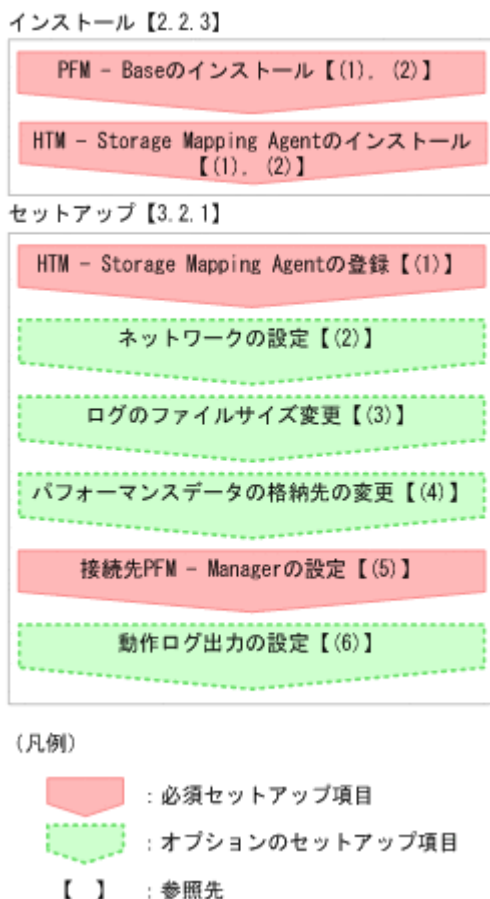 インストール【2.2.3】
PFM - Baseのインストール【(1), (2)】
HTM - Storage Mapping Agentのインストール
【(1), (2)】
セットアップ【3.2.1】
HTM - Storage Mapping Agentの登録【(1)】
ネットワークの設定【(2)】
ログのファイルサイズ変更【(3)】
パフォーマンスデータの格納先の変更【(4)】
接続先PFM - Managerの設定【(5)】
動作ログ出力の設定【(6)】
(凡例)
：必須セットアップ項目
：オプションのセットアップ項目
【 】 ：参照先